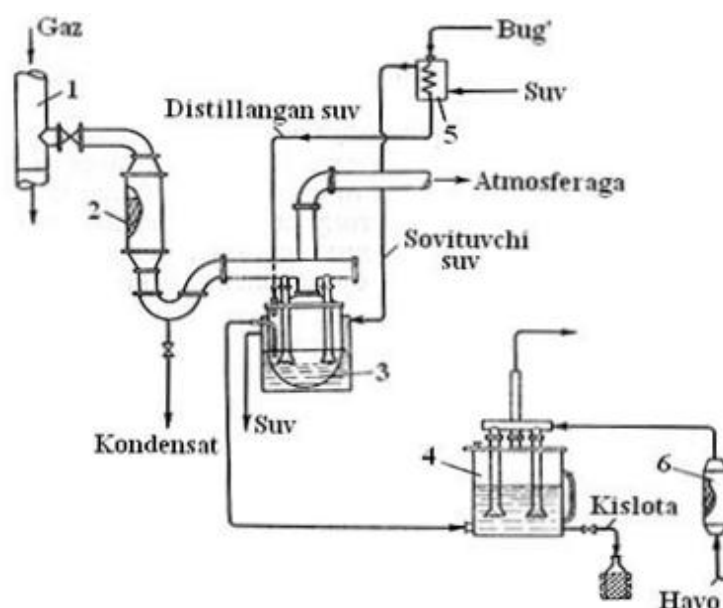 Gaz
Bug'
1
Suv
Distillangan suv
5
2
Atmosferaga
Sovituvchi
suv
3
Suv
Kondensat
4
6
Kislota
Havo